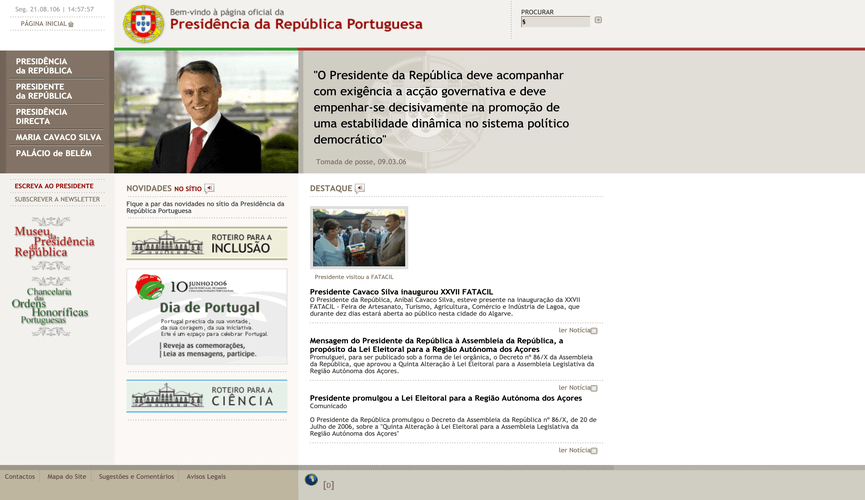 Seg. 21.08.106 | 14:57:57
PÁGINA INICIAL
Bem-vindo à página oficial da
Presidência da República Portuguesa
PROCURAR
$
PRESIDÊNCIA
da REPÚBLICA
PRESIDENTE
da REPÚBLICA
PRESIDÊNCIA
DIRECTA
MARIA CAVACO SILVA
PALÁCIO de BELÉM
"O Presidente da República deve acompanhar
com exigência a acção governativa e deve
empenhar-se decisivamente na promoção de
uma estabilidade dinâmica no sistema político
democrático"
Tomada de posse, 09.03.06
ESCREVA AO PRESIDENTE
SUBSCREVER A NEWSLETTER
Museu
da Presidência
da
República
Chancelaria
das
Ordens
Honoríficas
Portuguesas
NOVIDADES NO SÍTIO
Fique a par das novidades no sítio da Presidência da
República Portuguesa
ROTEIRO PARA A
INCLUSÃO
10 JUNHO2006
Dia de Portugal
Portugal precisa da sua vontade,
da sua coragem, da sua iniciativa.
Este é um espaço para celebrar Portugal.
Reveja as comemorações,
Leia as mensagens, participe.
ROTEIRO PARA A
CIÊNCIA
DESTAQUE
Presidente visitou a FATACIL
Presidente Cavaco Silva inaugurou XXVII FATACIL
O Presidente da República, Aníbal Cavaco Silva, esteve presente na inauguração da XXVII
FATACIL - Feira de Artesanato, Turismo, Agricultura, Comércio e Indústria de Lagoa, que
durante dez dias estará aberta ao público nesta cidade do Algarve.
ler Notícia
Mensagem do Presidente da República à Assembleia da República, a
propósito da Lei Eleitoral para a Região Autónoma dos Açores
Promulguei, para ser publicado sob a forma de lei orgânica, o Decreto nº 86/X da Assembleia
da República, que aprovou a Quinta Alteração à Lei Eleitoral para a Assembleia Legislativa da
Região Autónoma dos Açores.
ler Notícia
Presidente promulgou a Lei Eleitoral para a Região Autónoma dos Açores
Comunicado
O Presidente da República promulgou o Decreto da Assembleia da República nº 86/X, de 20 de
Julho de 2006, sobre a "Quinta Alteração à Lei Eleitoral para a Assembleia Legislativa da
Região Autónoma dos Açores"
ler Notícia
Contactos
Mapa do Site
Sugestões e Comentários
Avisos Legais
[D]